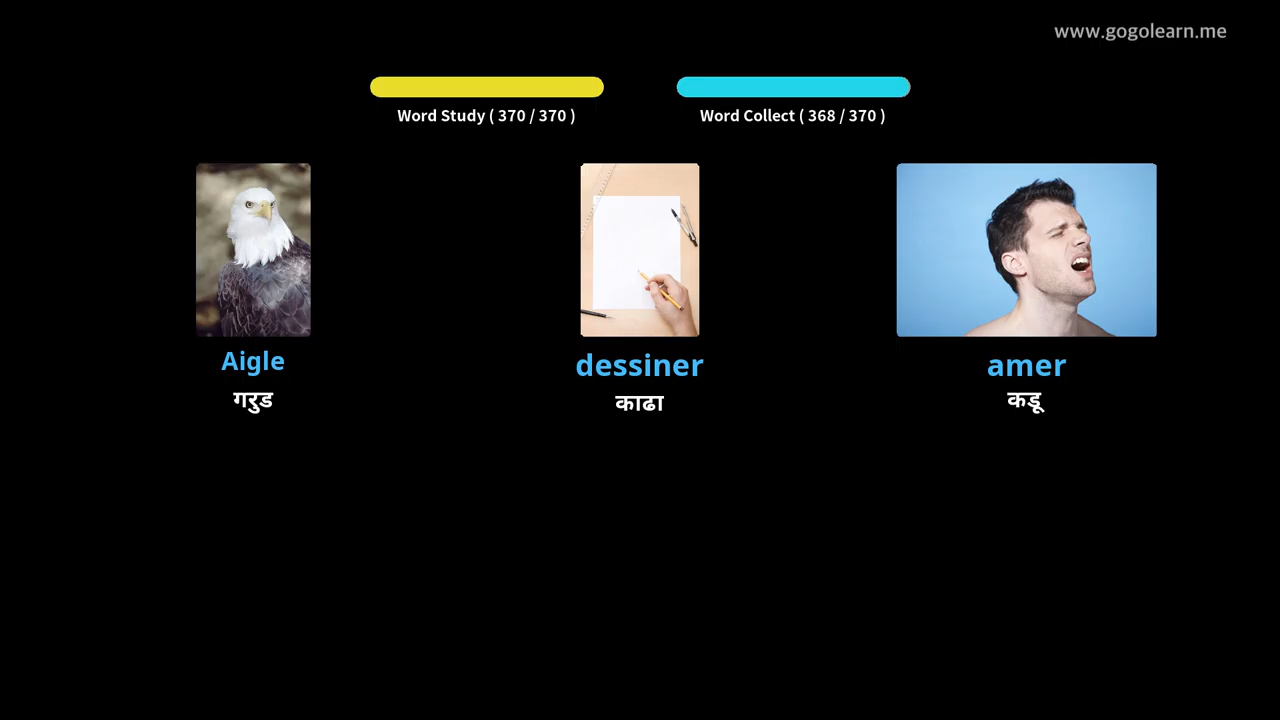 www.gogolearn.me
Word Study ( 370 / 370 )
Word Collect ( 368 / 370 )
Aigle
dessiner
amer
गरुड
काढा
कडू